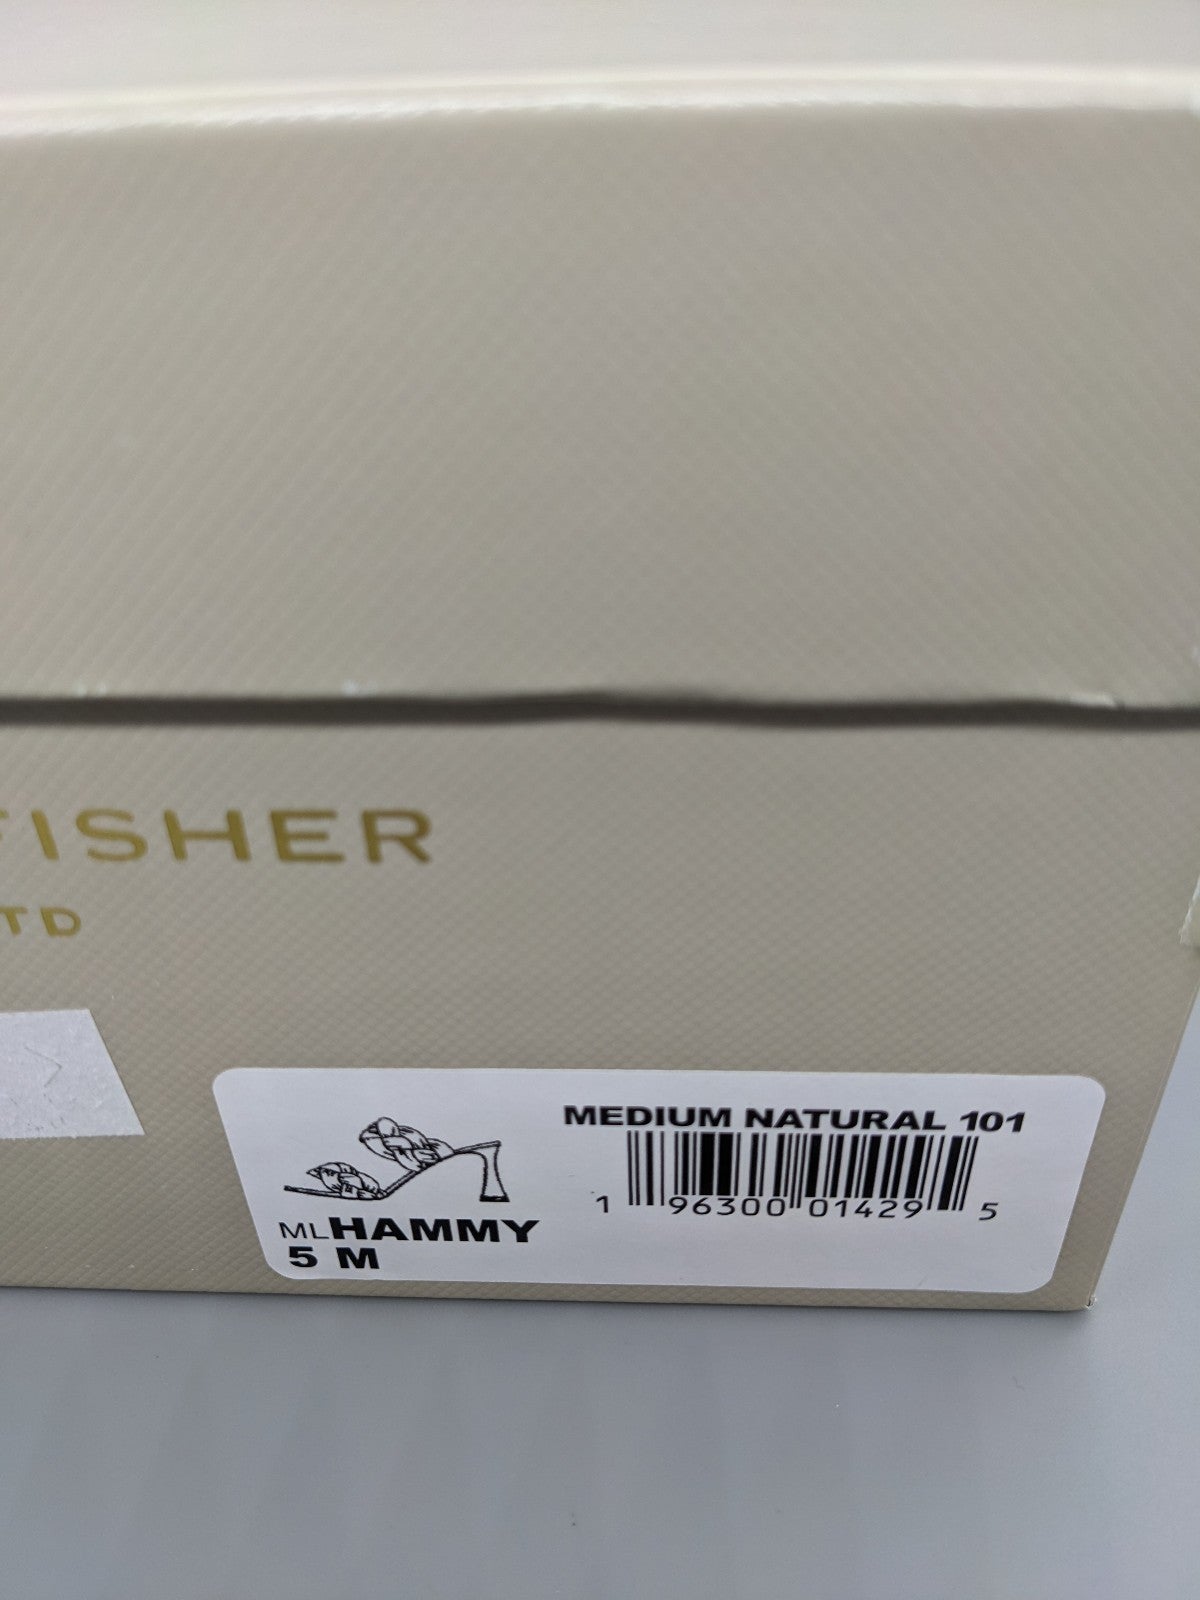 FISHER
TD
MEDIUM NATURAL 101
1 96300 01429 5
MLHAMMY
5 M